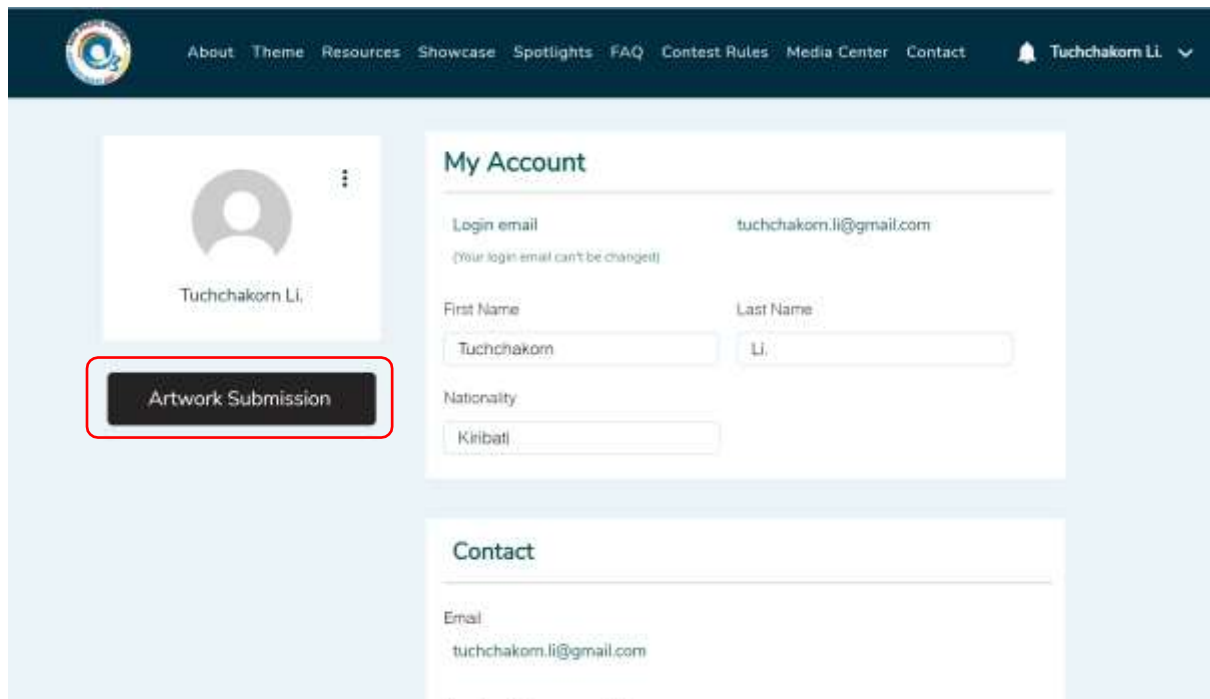 About Theme Resources Showcase Spotlights FAQ Contest Rules Media Center Contact Tuchchakorn Li.
Tuchchakorn Li.
Artwork Submission
My Account
Login email tuchchakorn.li@gmail.com
(Your login email can't be changed)
First Name Last Name
Tuchchakorn Li.
Nationality
Kiribati
Contact
Email
tuchchakorn.li@gmail.com